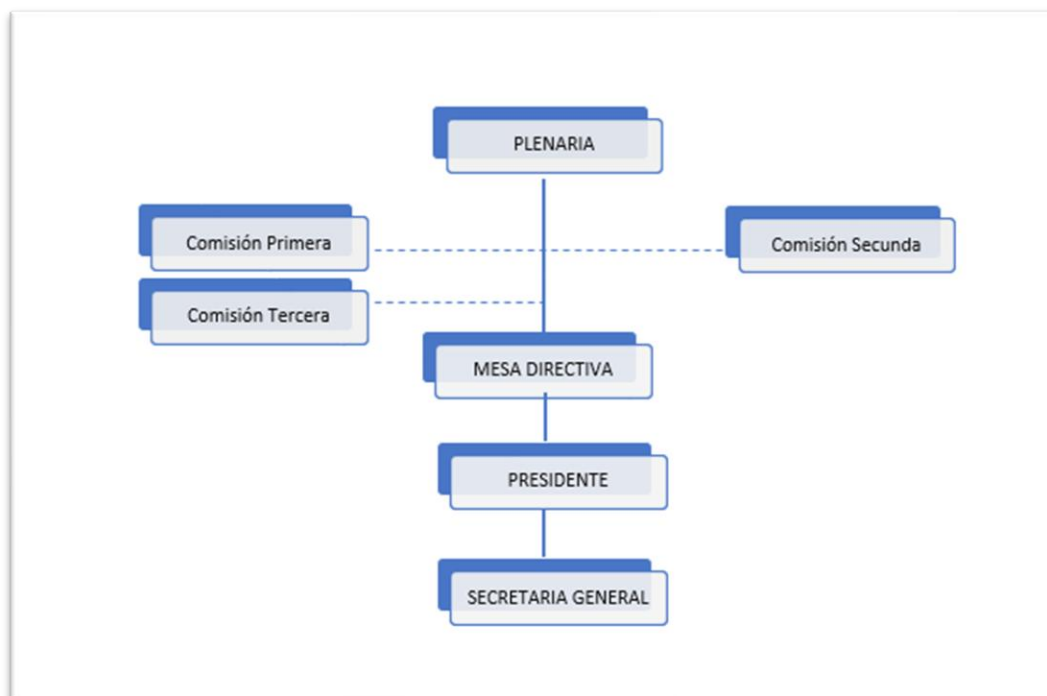 PLENARIA
Comisión Primera
Comisión Secunda
Comisión Tercera
MESA DIRECTIVA
PRESIDENTE
SECRETARIA GENERAL